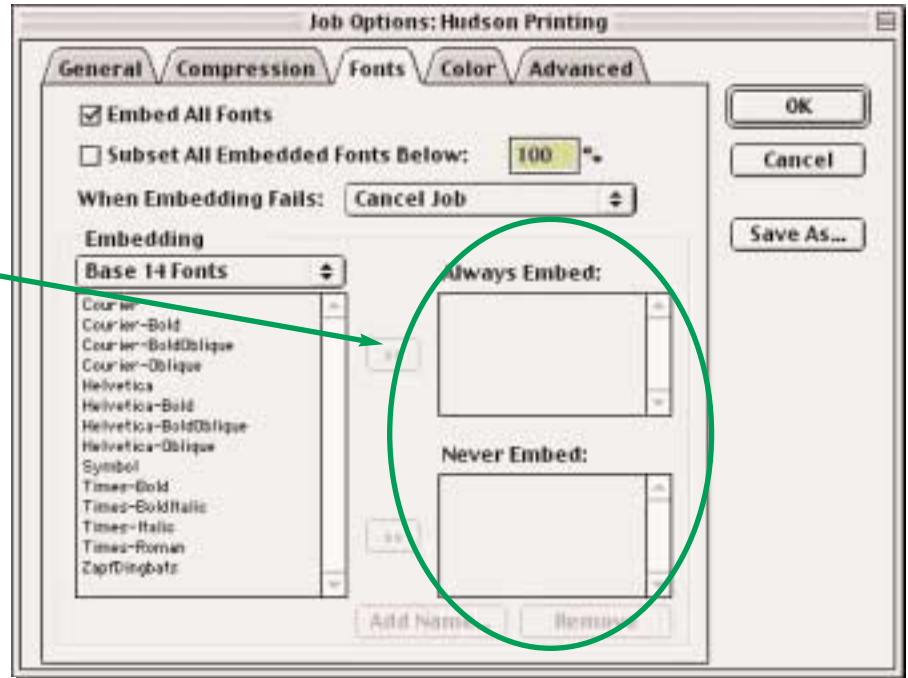 Job Options: Hudson Printing
General Compression Fonts Color Advanced
Embed All Fonts
Subset All Embedded Fonts Below: 100 %
When Embedding Fails: Cancel Job
OK
Cancel
Save As...
Embedding
Base 14 Fonts
Courier
Courier-Bold
Courier-BoldOblique
Courier-Oblique
Helvetica
Helvetica-Bold
Helvetica-BoldOblique
Helvetica-Oblique
Symbol
Times-Bold
Times-BoldItalic
Times-Italic
Times-Roman
ZapfDingbats
Always Embed:
>>
Never Embed:
>>
Add Name...
Remove